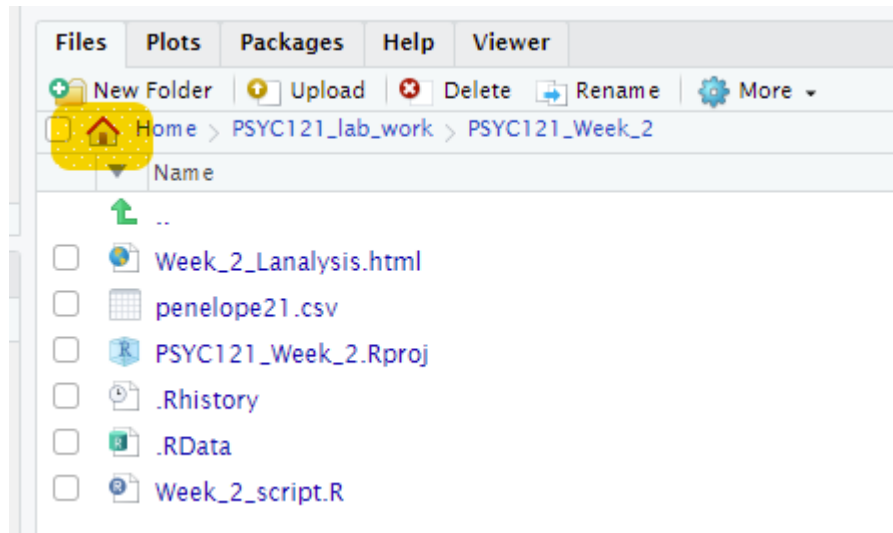 Files Plots Packages Help Viewer
New Folder Upload Delete Rename More
Home > PSYC121_lab_work > PSYC121_Week_2
Name
..
Week_2_Lanalysis.html
penelope21.csv
PSYC121_Week_2.Rproj
.Rhistory
.RData
Week_2_script.R